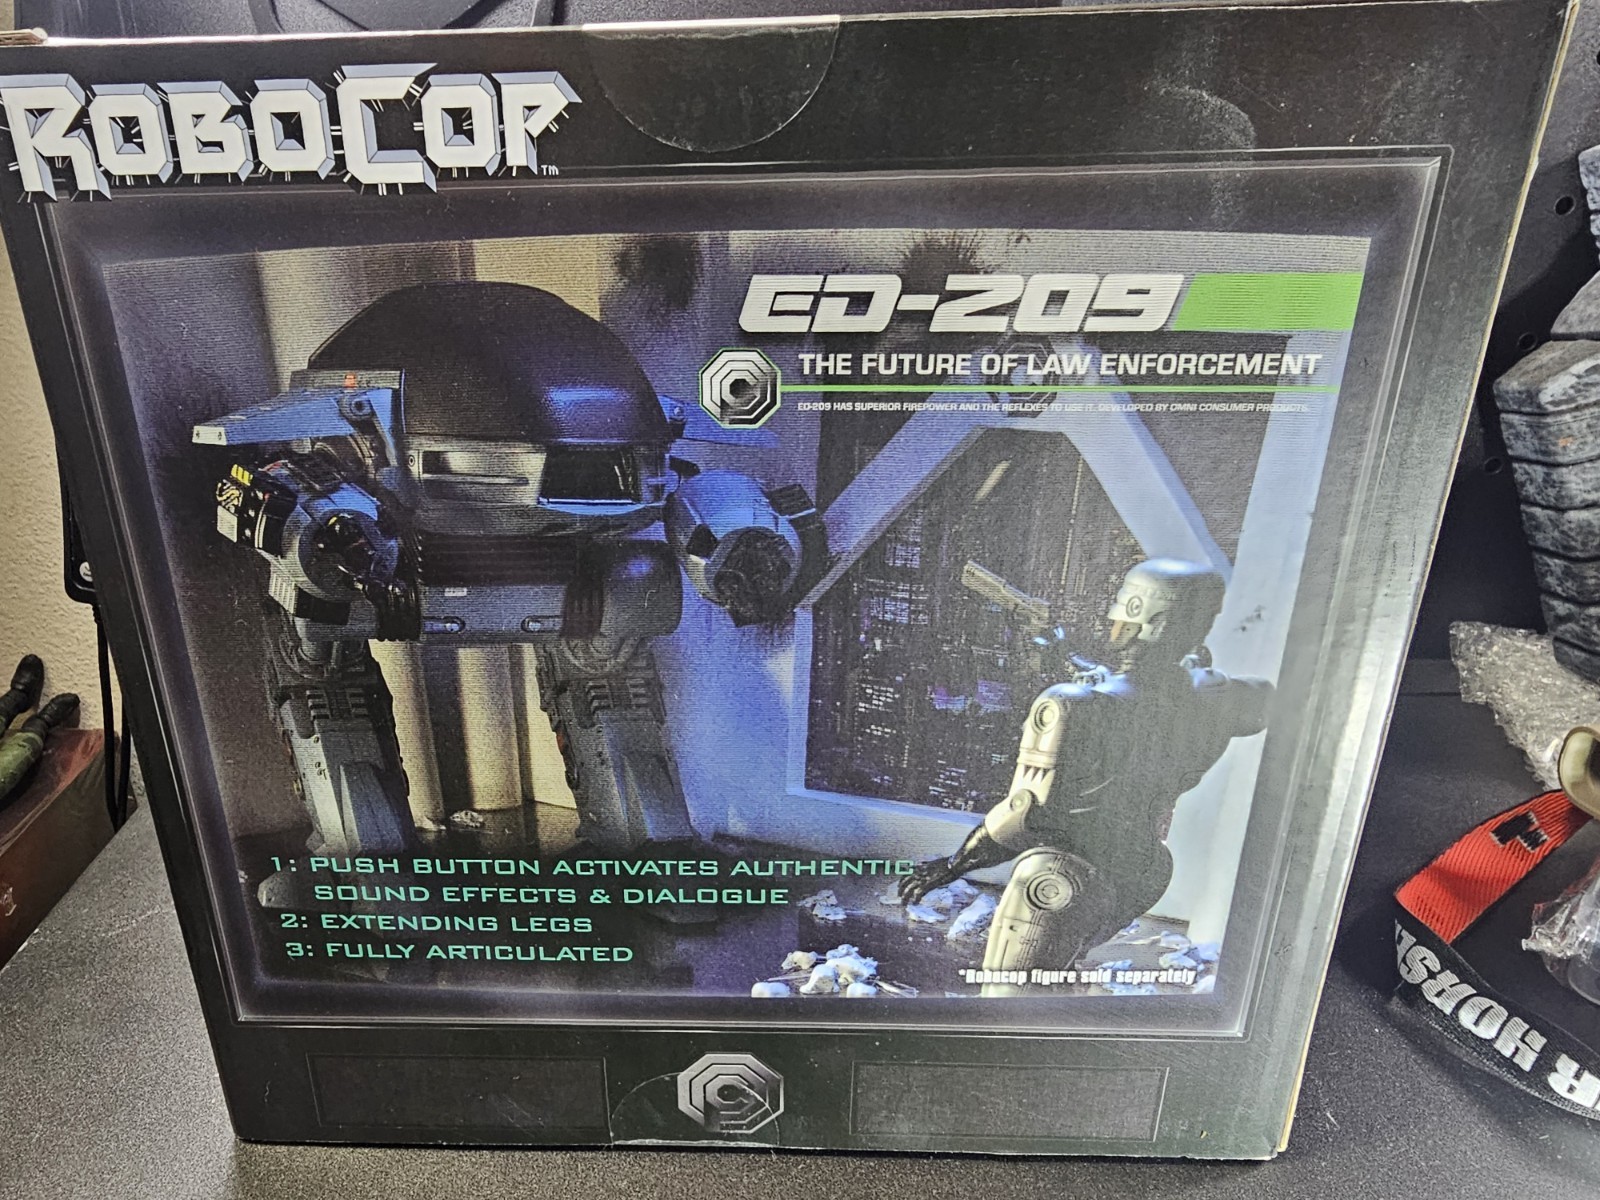 ROBOCOP™
ED-209
THE FUTURE OF LAW ENFORCEMENT
ED-209 HAS SUPERIOR FIREPOWER AND THE REFLEXES TO USE IT. DEVELOPED BY OMNI CONSUMER PRODUCTS.
1: PUSH BUTTON ACTIVATES AUTHENTIC
SOUND EFFECTS & DIALOGUE
2: EXTENDING LEGS
3: FULLY ARTICULATED
*Robocop figure sold separately